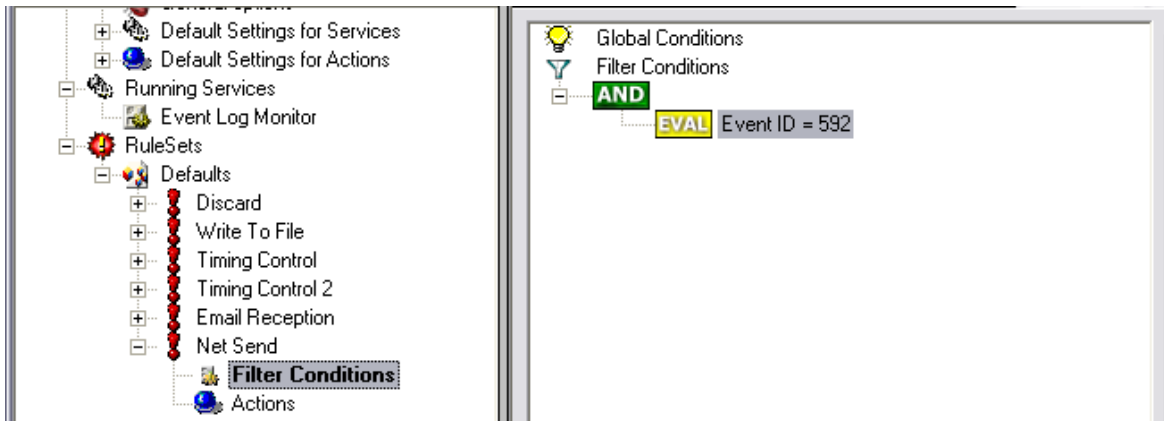 General options
Default Settings for Services
Default Settings for Actions
Running Services
Event Log Monitor
RuleSets
Defaults
Discard
Write To File
Timing Control
Timing Control 2
Email Reception
Net Send
Filter Conditions
Actions
Global Conditions
Filter Conditions
AND
EVAL Event ID = 592